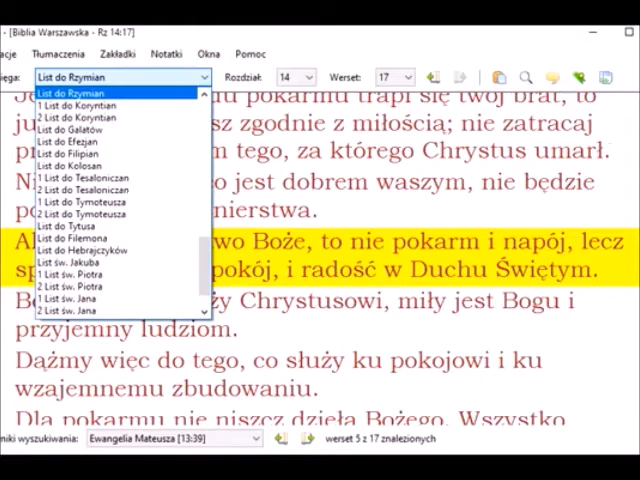 - [Biblia Warszawska - Rz 14:17]
acje Tłumaczenia Zakładki Notatki Okna Pomoc
ięga: List do Rzymian Rozdział: 14 Werset: 17
List do Rzymian
1 List do Koryntian
2 List do Koryntian
List do Galatów
List do Efezjan
List do Filipian
List do Kolosan
1 List do Tesaloniczan
2 List do Tesaloniczan
1 List do Tymoteusza
2 List do Tymoteusza
List do Tytusa
List do Filemona
List do Hebrajczyków
List św. Jakuba
1 List św. Piotra
2 List św. Piotra
1 List św. Jana
2 List św. Jana
pokarmu trapi się twój brat, to
sz zgodnie z miłością; nie zatracaj
m tego, za którego Chrystus umarł.
co jest dobrem waszym, nie będzie
nierstwa.
wo Boże, to nie pokarm i napój, lecz
pokój, i radość w Duchu Świętym.
ży Chrystusowi, miły jest Bogu i
przyjemny ludziom.
Dążmy więc do tego, co służy ku pokojowi i ku
wzajemnemu zbudowaniu.
Dla pokarmu nie niszcz dzieła Bożego. Wszystko
niki wyszukiwania: Ewangelia Mateusza [13:39] werset 5 z 17 znalezionych